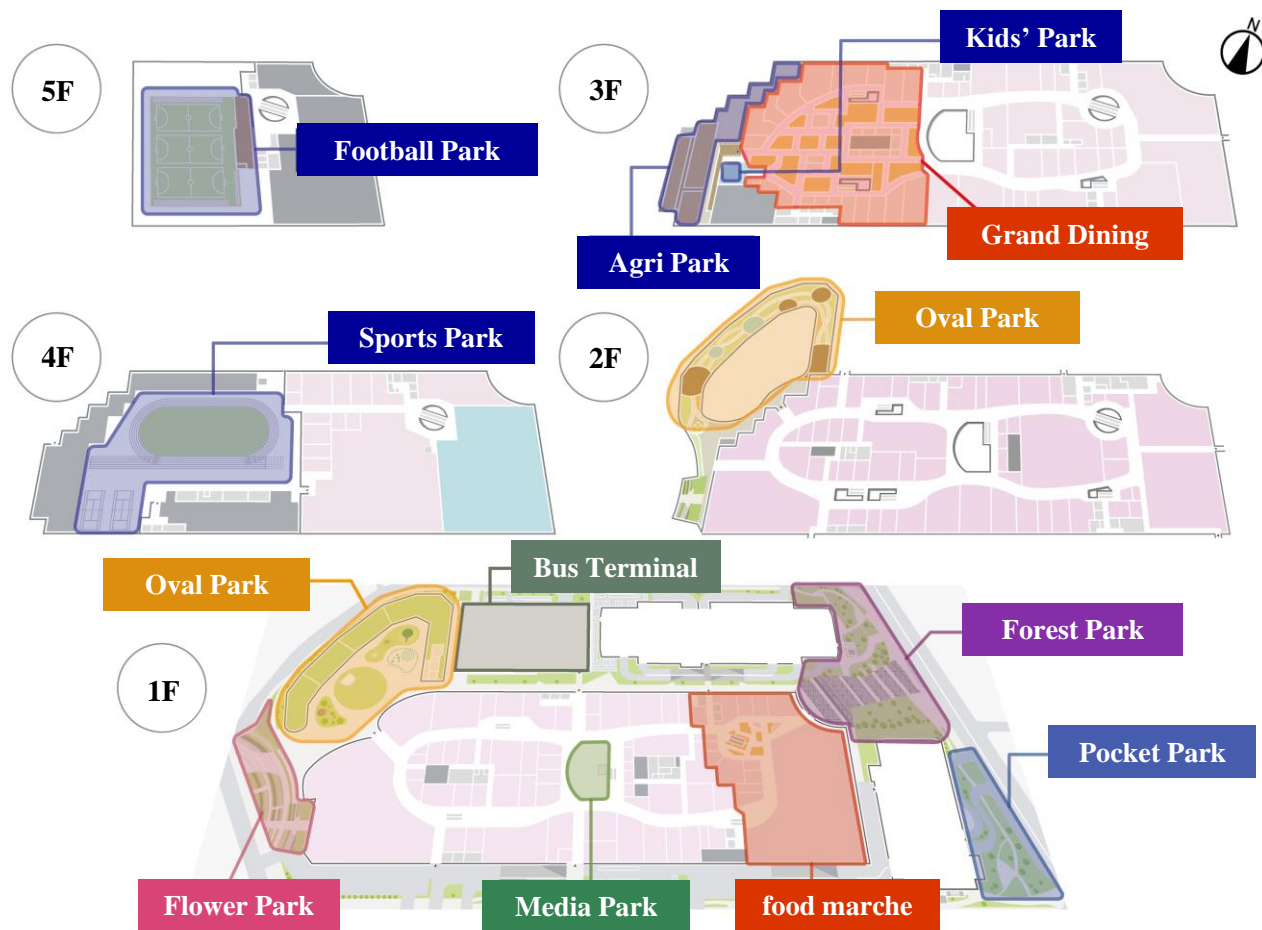 N
Kids' Park
5F
3F
Football Park
Grand Dining
Agri Park
Oval Park
Sports Park
4F
2F
Bus Terminal
Oval Park
Forest Park
1F
Pocket Park
Flower Park
Media Park
food marche